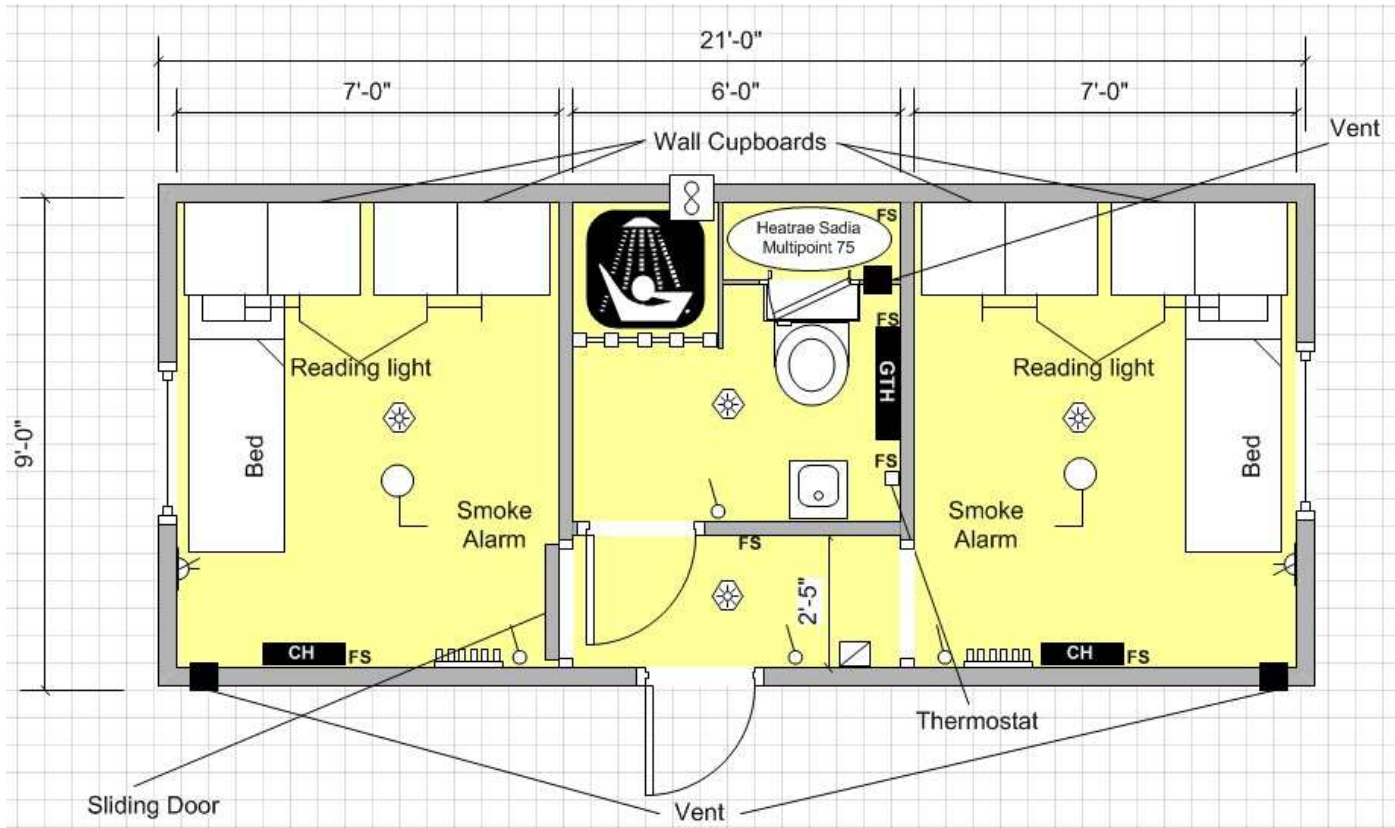 21'-0"
7'-0"
6'-0"
7'-0"
Wall Cupboards
Vent
Heatrae Sadia
Multipoint 75
FS
FS
GTH
Reading light
Reading light
9'-0"
Bed
Bed
FS
Smoke
Alarm
Smoke
Alarm
FS
2'-5"
CH
FS
CH
FS
Thermostat
Sliding Door
Vent